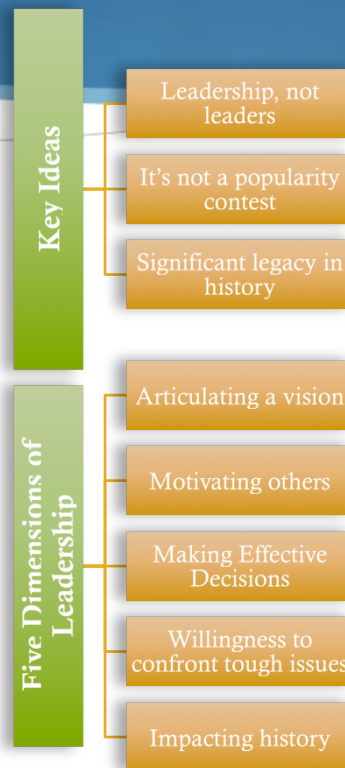 Key Ideas
Leadership, not
leaders
It's not a popularity
contest
Significant legacy in
history
Five Dimensions of
Leadership
Articulating a vision
Motivating others
Making Effective
Decisions
Willingness to
confront tough issues
Impacting history